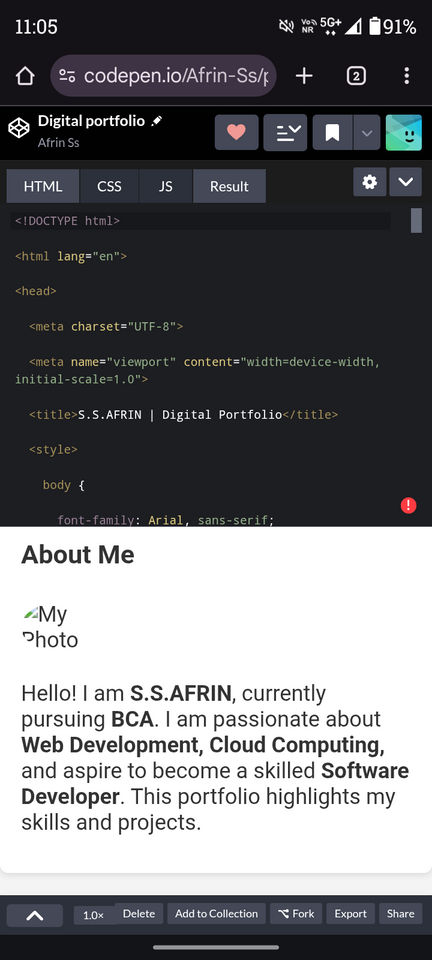 11:05
Vo)) NR 5G+ 91%
codepen.io/Afrin-Ss/p
2
Digital portfolio
Afrin Ss
HTML CSS JS Result
<!DOCTYPE html>
<html lang="en">
<head>
<meta charset="UTF-8">
<meta name="viewport" content="width=device-width,
initial-scale=1.0">
<title>S.S.AFRIN | Digital Portfolio</title>
<style>
body {
font-family: Arial, sans-serif;
About Me
My
Photo
Hello! I am S.S.AFRIN, currently
pursuing BCA. I am passionate about
Web Development, Cloud Computing,
and aspire to become a skilled Software
Developer. This portfolio highlights my
skills and projects.
1.0× Delete Add to Collection Fork Export Share